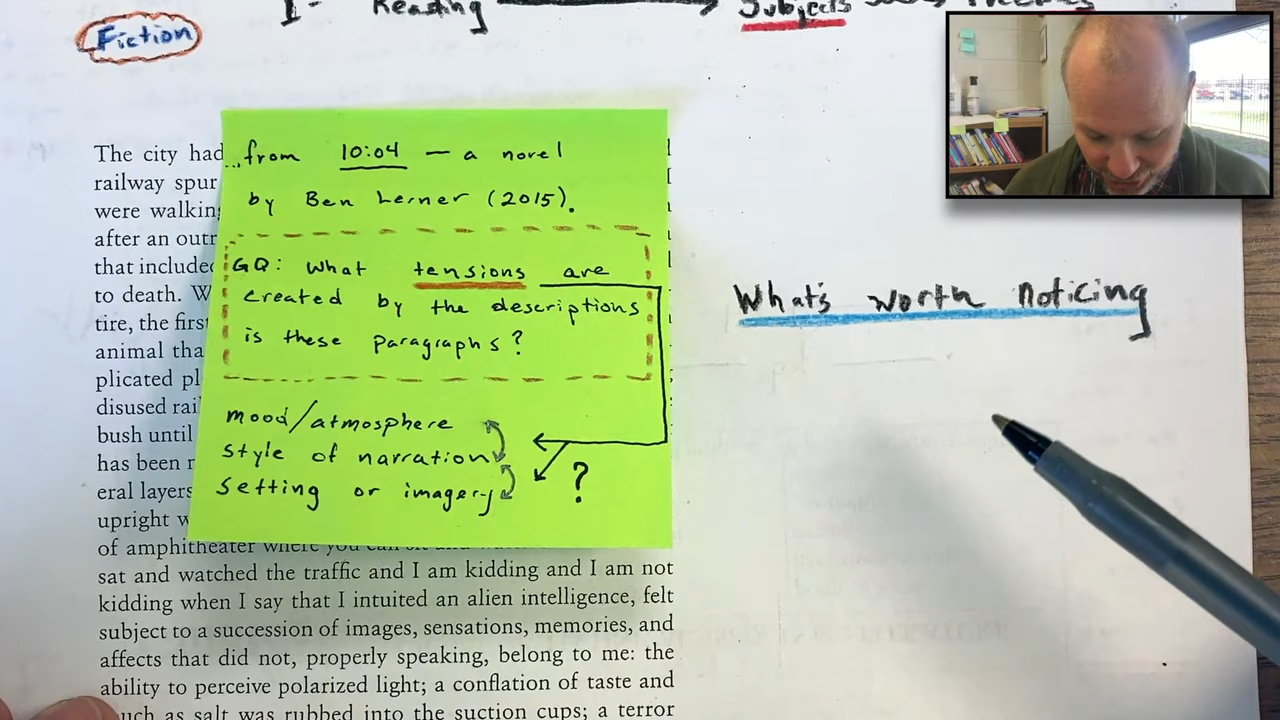 I- Reading Subjects
Fiction
The city had
railway spur
were walking
after an outr
that included
to death. W
tire, the first
animal tha
plicated pl
disused rai
bush until
has been r
eral layers
upright w
of amphitheater where you can sit and
sat and watched the traffic and I am kidding and I am not
kidding when I say that I intuited an alien intelligence, felt
subject to a succession of images, sensations, memories, and
affects that did not, properly speaking, belong to me: the
ability to perceive polarized light; a conflation of taste and
such as salt was rubbed into the suction cups; a terror
...from 10:04 — a novel
by Ben Lerner (2015).
GQ: What tensions are
created by the descriptions
is these paragraphs?
mood/atmosphere
style of narration
setting or imagery
?
What's worth noticing